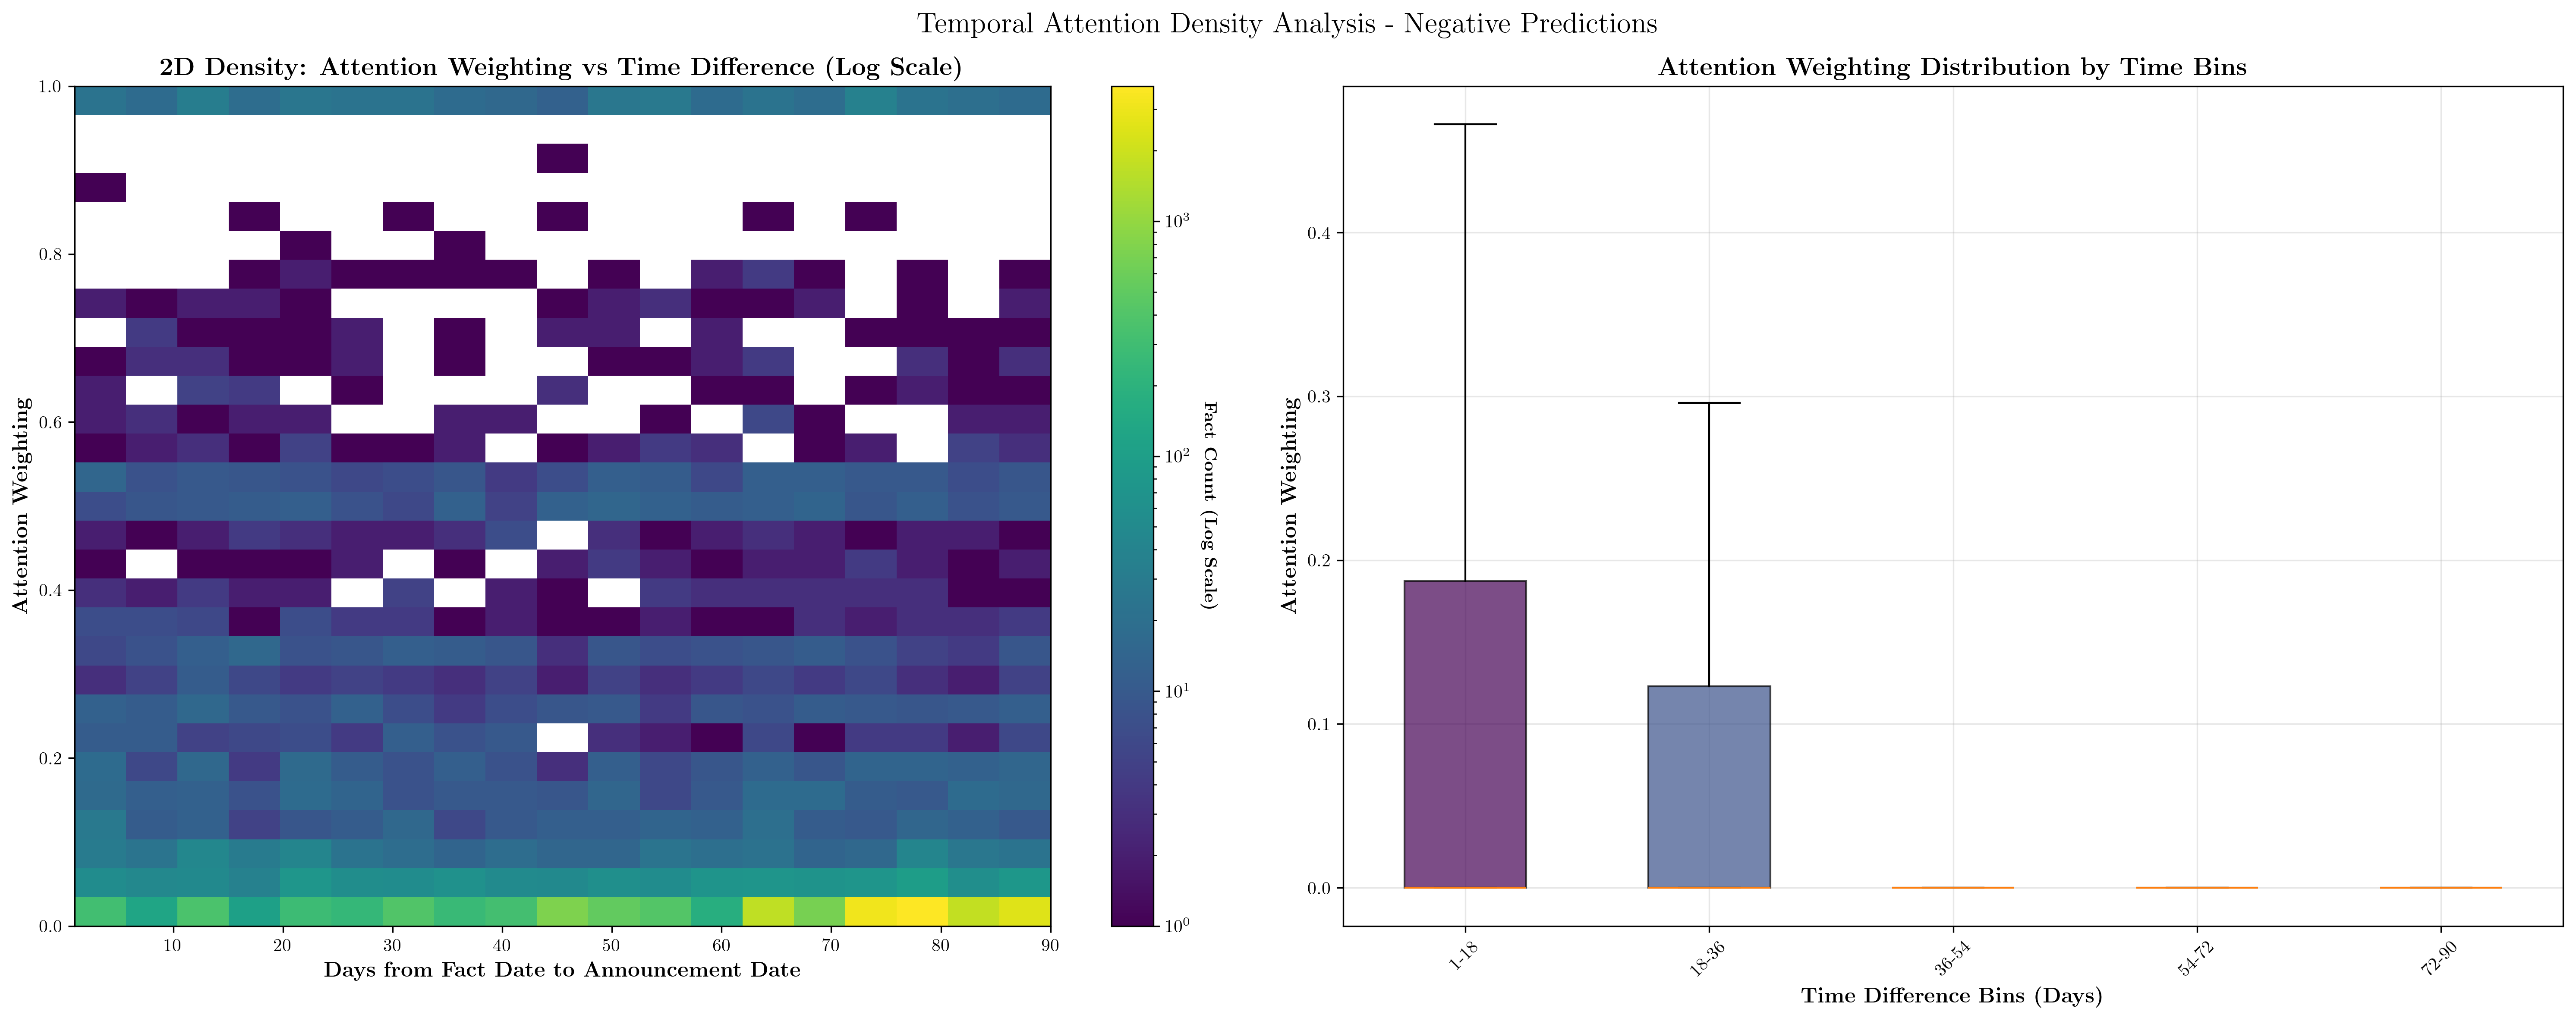 Temporal Attention Density Analysis - Negative Predictions
2D Density: Attention Weighting vs Time Difference (Log Scale)
Attention Weighting
1.0
0.8
0.6
0.4
0.2
0.0
10 20 30 40 50 60 70 80 90
Days from Fact Date to Announcement Date
10³
10²
10¹
10⁰
Fact Count (Log Scale)
Attention Weighting Distribution by Time Bins
Attention Weighting
0.4
0.3
0.2
0.1
0.0
1-18 18-36 36-54 54-72 72-90
Time Difference Bins (Days)